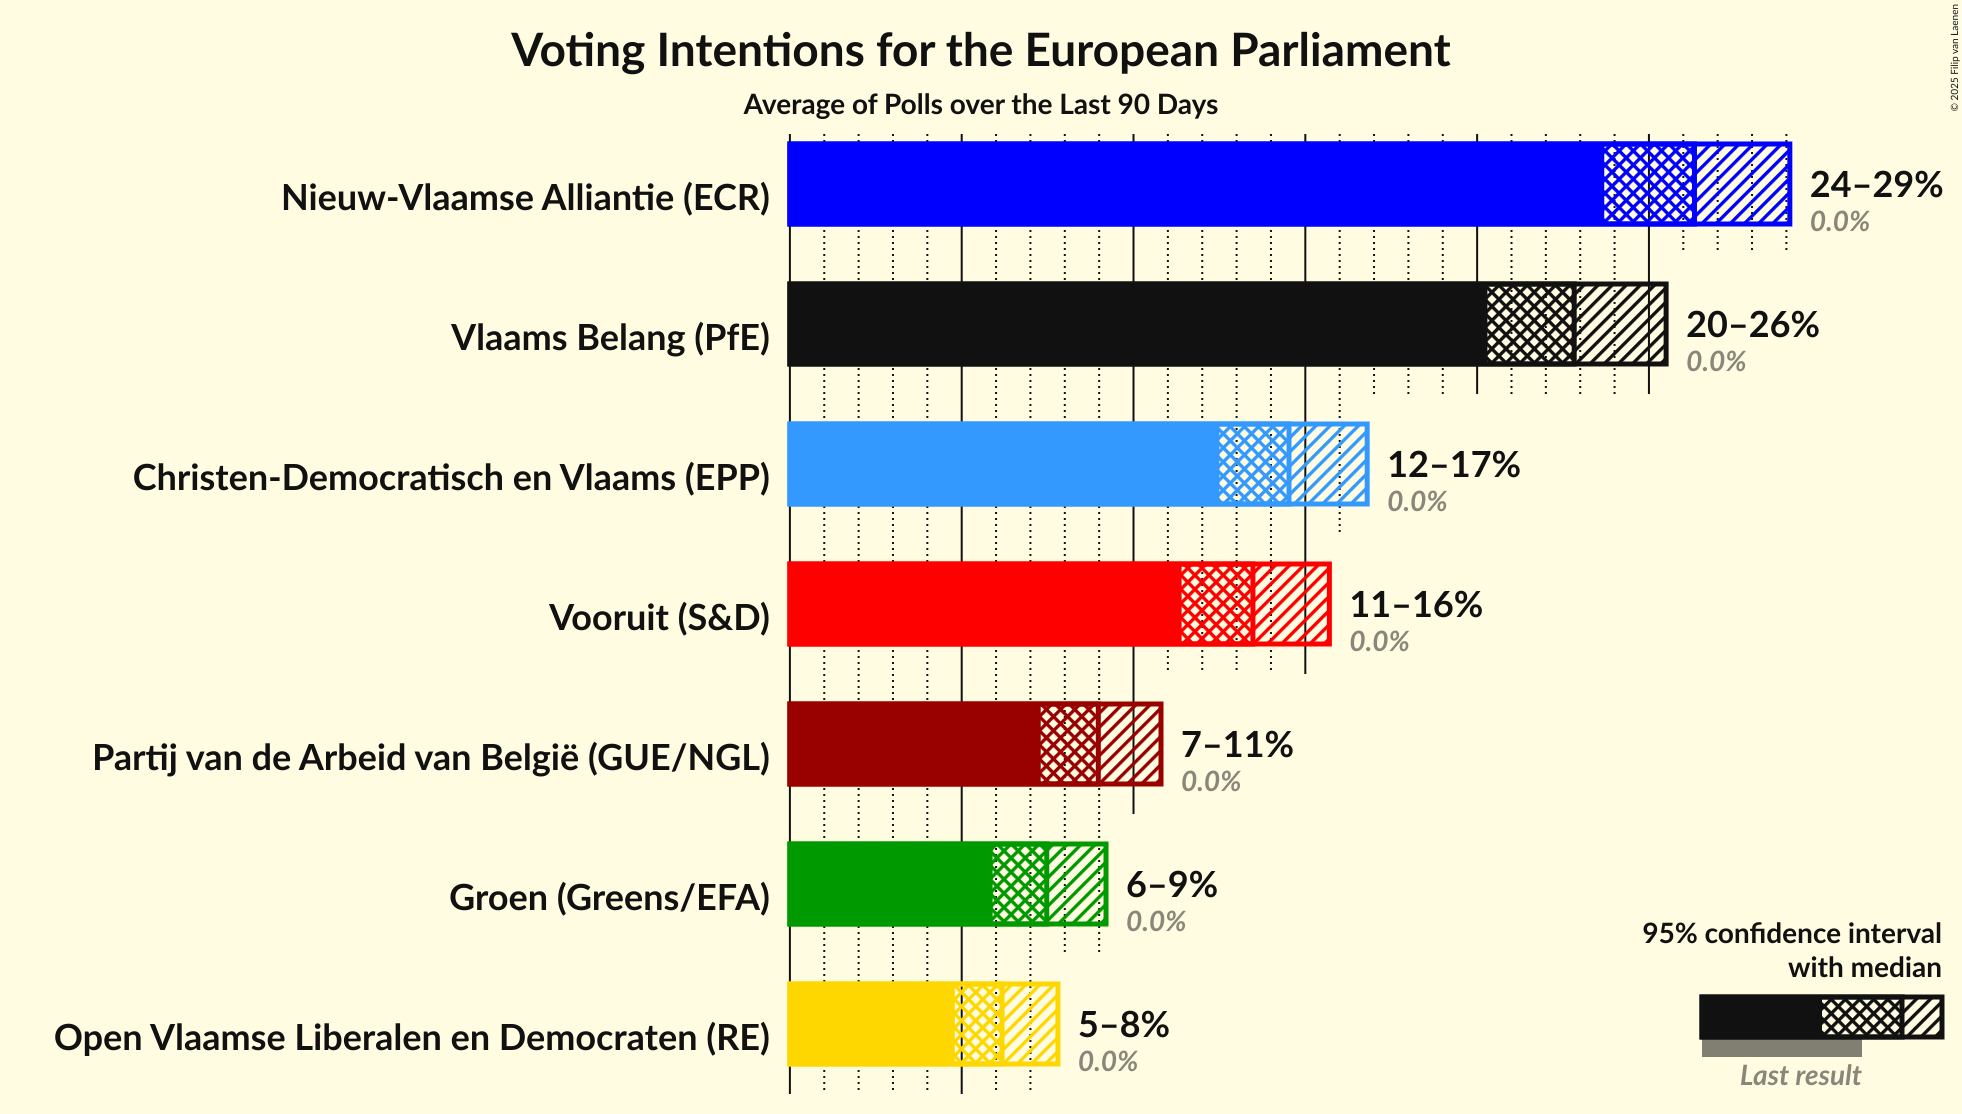 Voting Intentions for the European Parliament
Average of Polls over the Last 90 Days
© 2025 Filip van Laenen
Nieuw-Vlaamse Alliantie (ECR)
24–29%
0.0%
Vlaams Belang (PfE)
20–26%
0.0%
Christen-Democratisch en Vlaams (EPP)
12–17%
0.0%
Vooruit (S&D)
11–16%
0.0%
Partij van de Arbeid van België (GUE/NGL)
7–11%
0.0%
Groen (Greens/EFA)
6–9%
0.0%
Open Vlaamse Liberalen en Democraten (RE)
5–8%
0.0%
95% confidence interval
with median
Last result